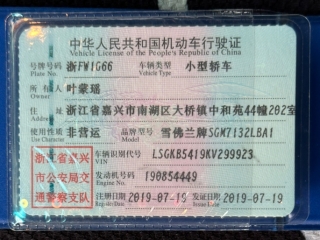 中华人民共和国机动车行驶证
Vehicle License of the People's Republic of China
号牌号码 浙FW1G66 车辆类型 小型轿车
Plate No. Vehicle Type
所有人 叶蒙瑶
Owner
住址 浙江省嘉兴市南湖区大桥镇中和苑44幢202室
Address
使用性质 非营运 品牌型号 雪佛兰牌SGM7132LBA1
Use Character Model
浙江省嘉兴 车辆识别代号 LSGKB5419KV299923
VIN
市公安局交 发动机号码 190854449
Engine No.
通警察支队 注册日期 2019-07-19 发证日期 2019-07-19
Register Date Issue Date